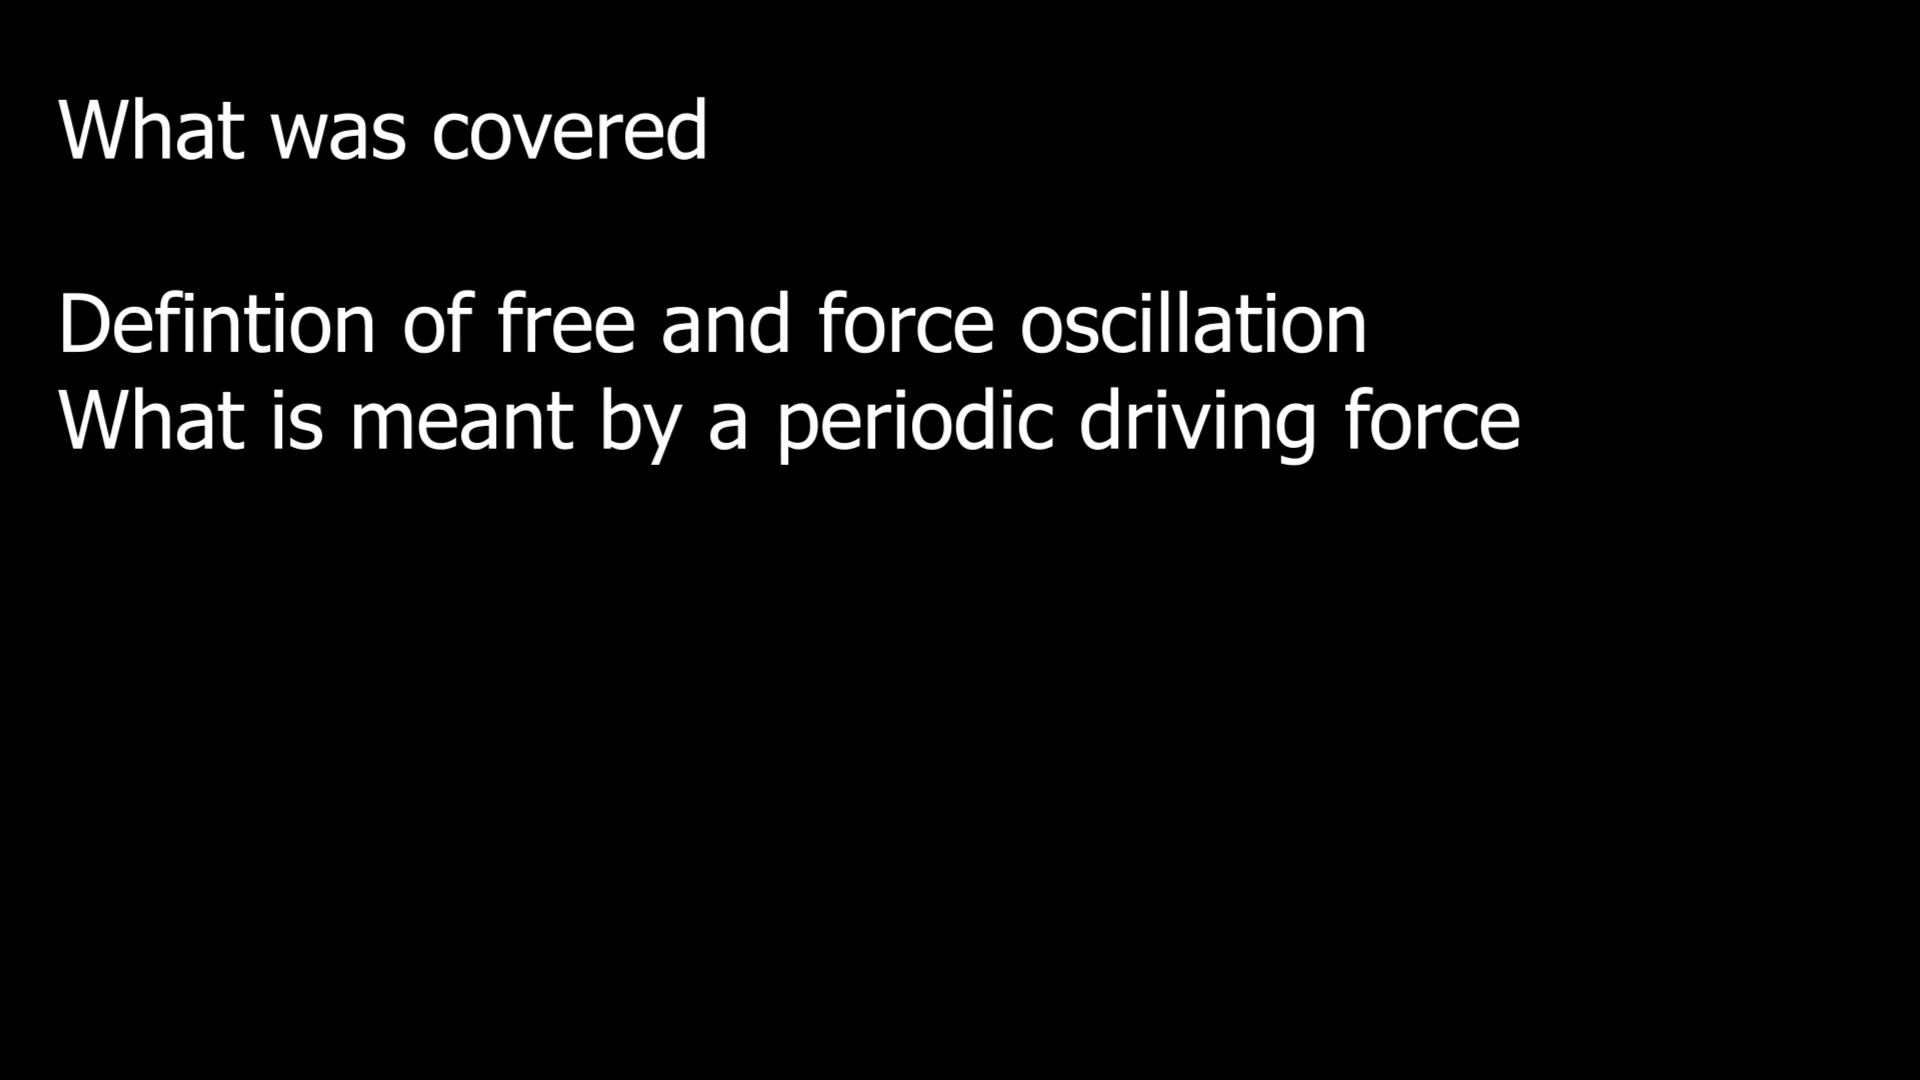 What was covered
Defintion of free and force oscillation
What is meant by a periodic driving force